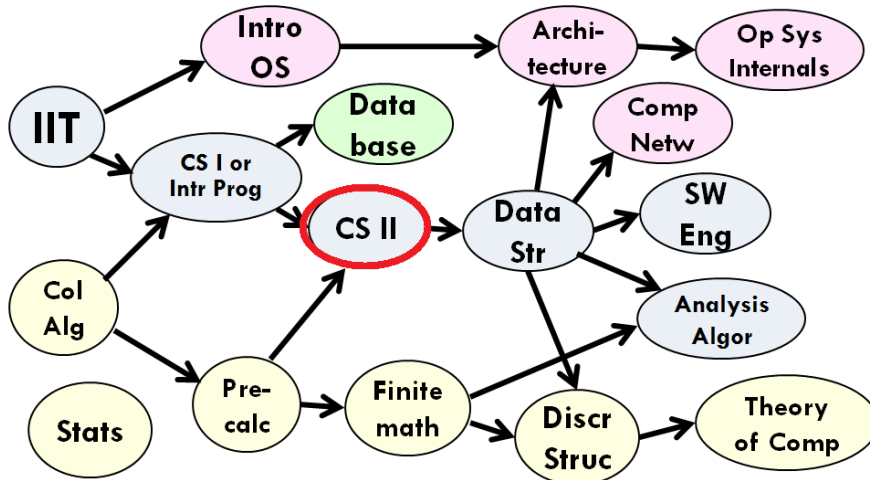 Intro
OS
Archi-
tecture
Op Sys
Internals
IIT
Data
base
Comp
Netw
CS I or
Intr Prog
CS II
Data
Str
SW
Eng
Col
Alg
Analysis
Algor
Pre-
calc
Finite
math
Stats
Discr
Struc
Theory
of Comp